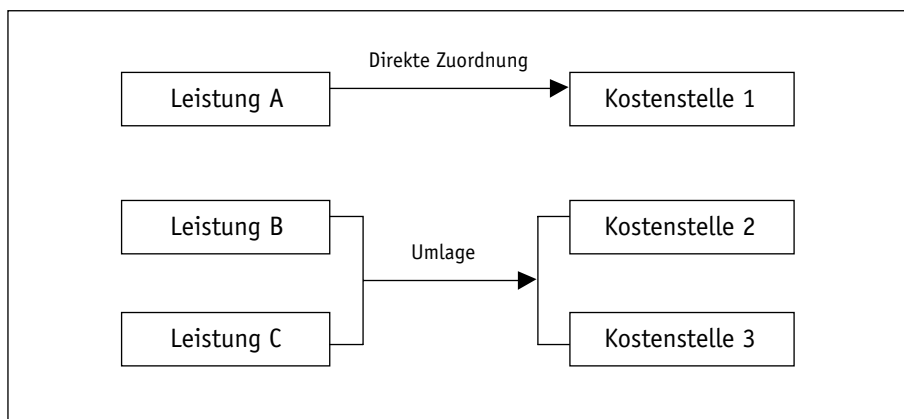 Direkte Zuordnung
Leistung A
Kostenstelle 1
Leistung B
Kostenstelle 2
Umlage
Leistung C
Kostenstelle 3